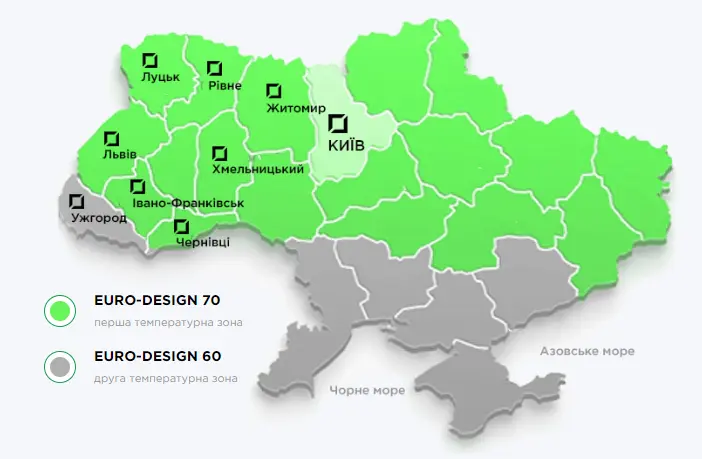 Луцьк
Рівне
Житомир
КИЇВ
Львів
Хмельницький
Івано-Франківськ
Ужгород
Чернівці
EURO-DESIGN 70
перша температурна зона
EURO-DESIGN 60
друга температурна зона
Азовське море
Чорне море